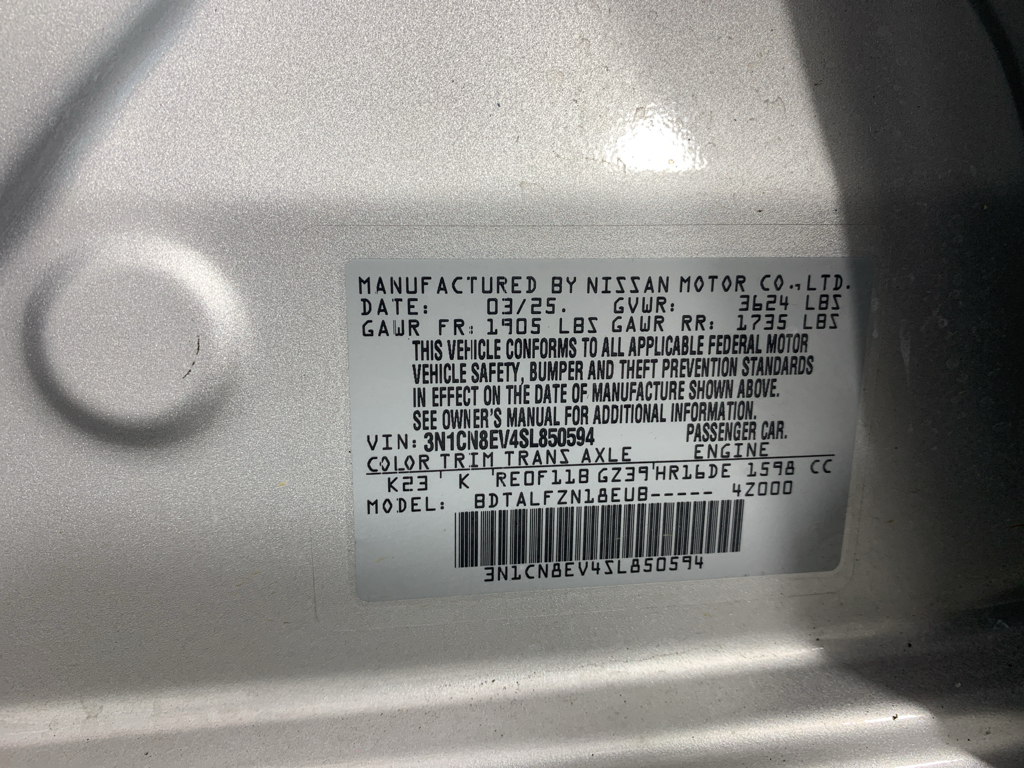 MANUFACTURED BY NISSAN MOTOR CO.,LTD.
DATE: 03/25. GVWR: 3624 LBS
GAWR FR: 1905 LBS GAWR RR: 1735 LBS
THIS VEHICLE CONFORMS TO ALL APPLICABLE FEDERAL MOTOR
VEHICLE SAFETY, BUMPER AND THEFT PREVENTION STANDARDS
IN EFFECT ON THE DATE OF MANUFACTURE SHOWN ABOVE.
SEE OWNER'S MANUAL FOR ADDITIONAL INFORMATION.
VIN: 3N1CN8EV4SL850594 PASSENGER CAR.
COLOR TRIM TRANS AXLE ENGINE
K23 ' K 'RE0F11B GZ39'HR16DE 1598 CC
MODEL: BDTALFZN18EUB----- 4Z000
3N1CN8EV4SL850594